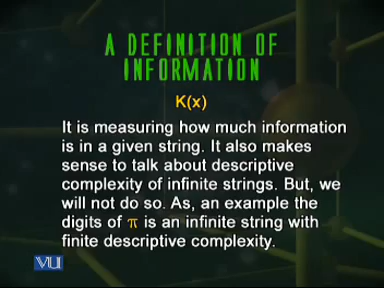 A DEFINITION OF
INFORMATION
K(x)
It is measuring how much information
is in a given string. It also makes
sense to talk about descriptive
complexity of infinite strings. But, we
will not do so. As, an example the
digits of π is an infinite string with
finite descriptive complexity.
VU